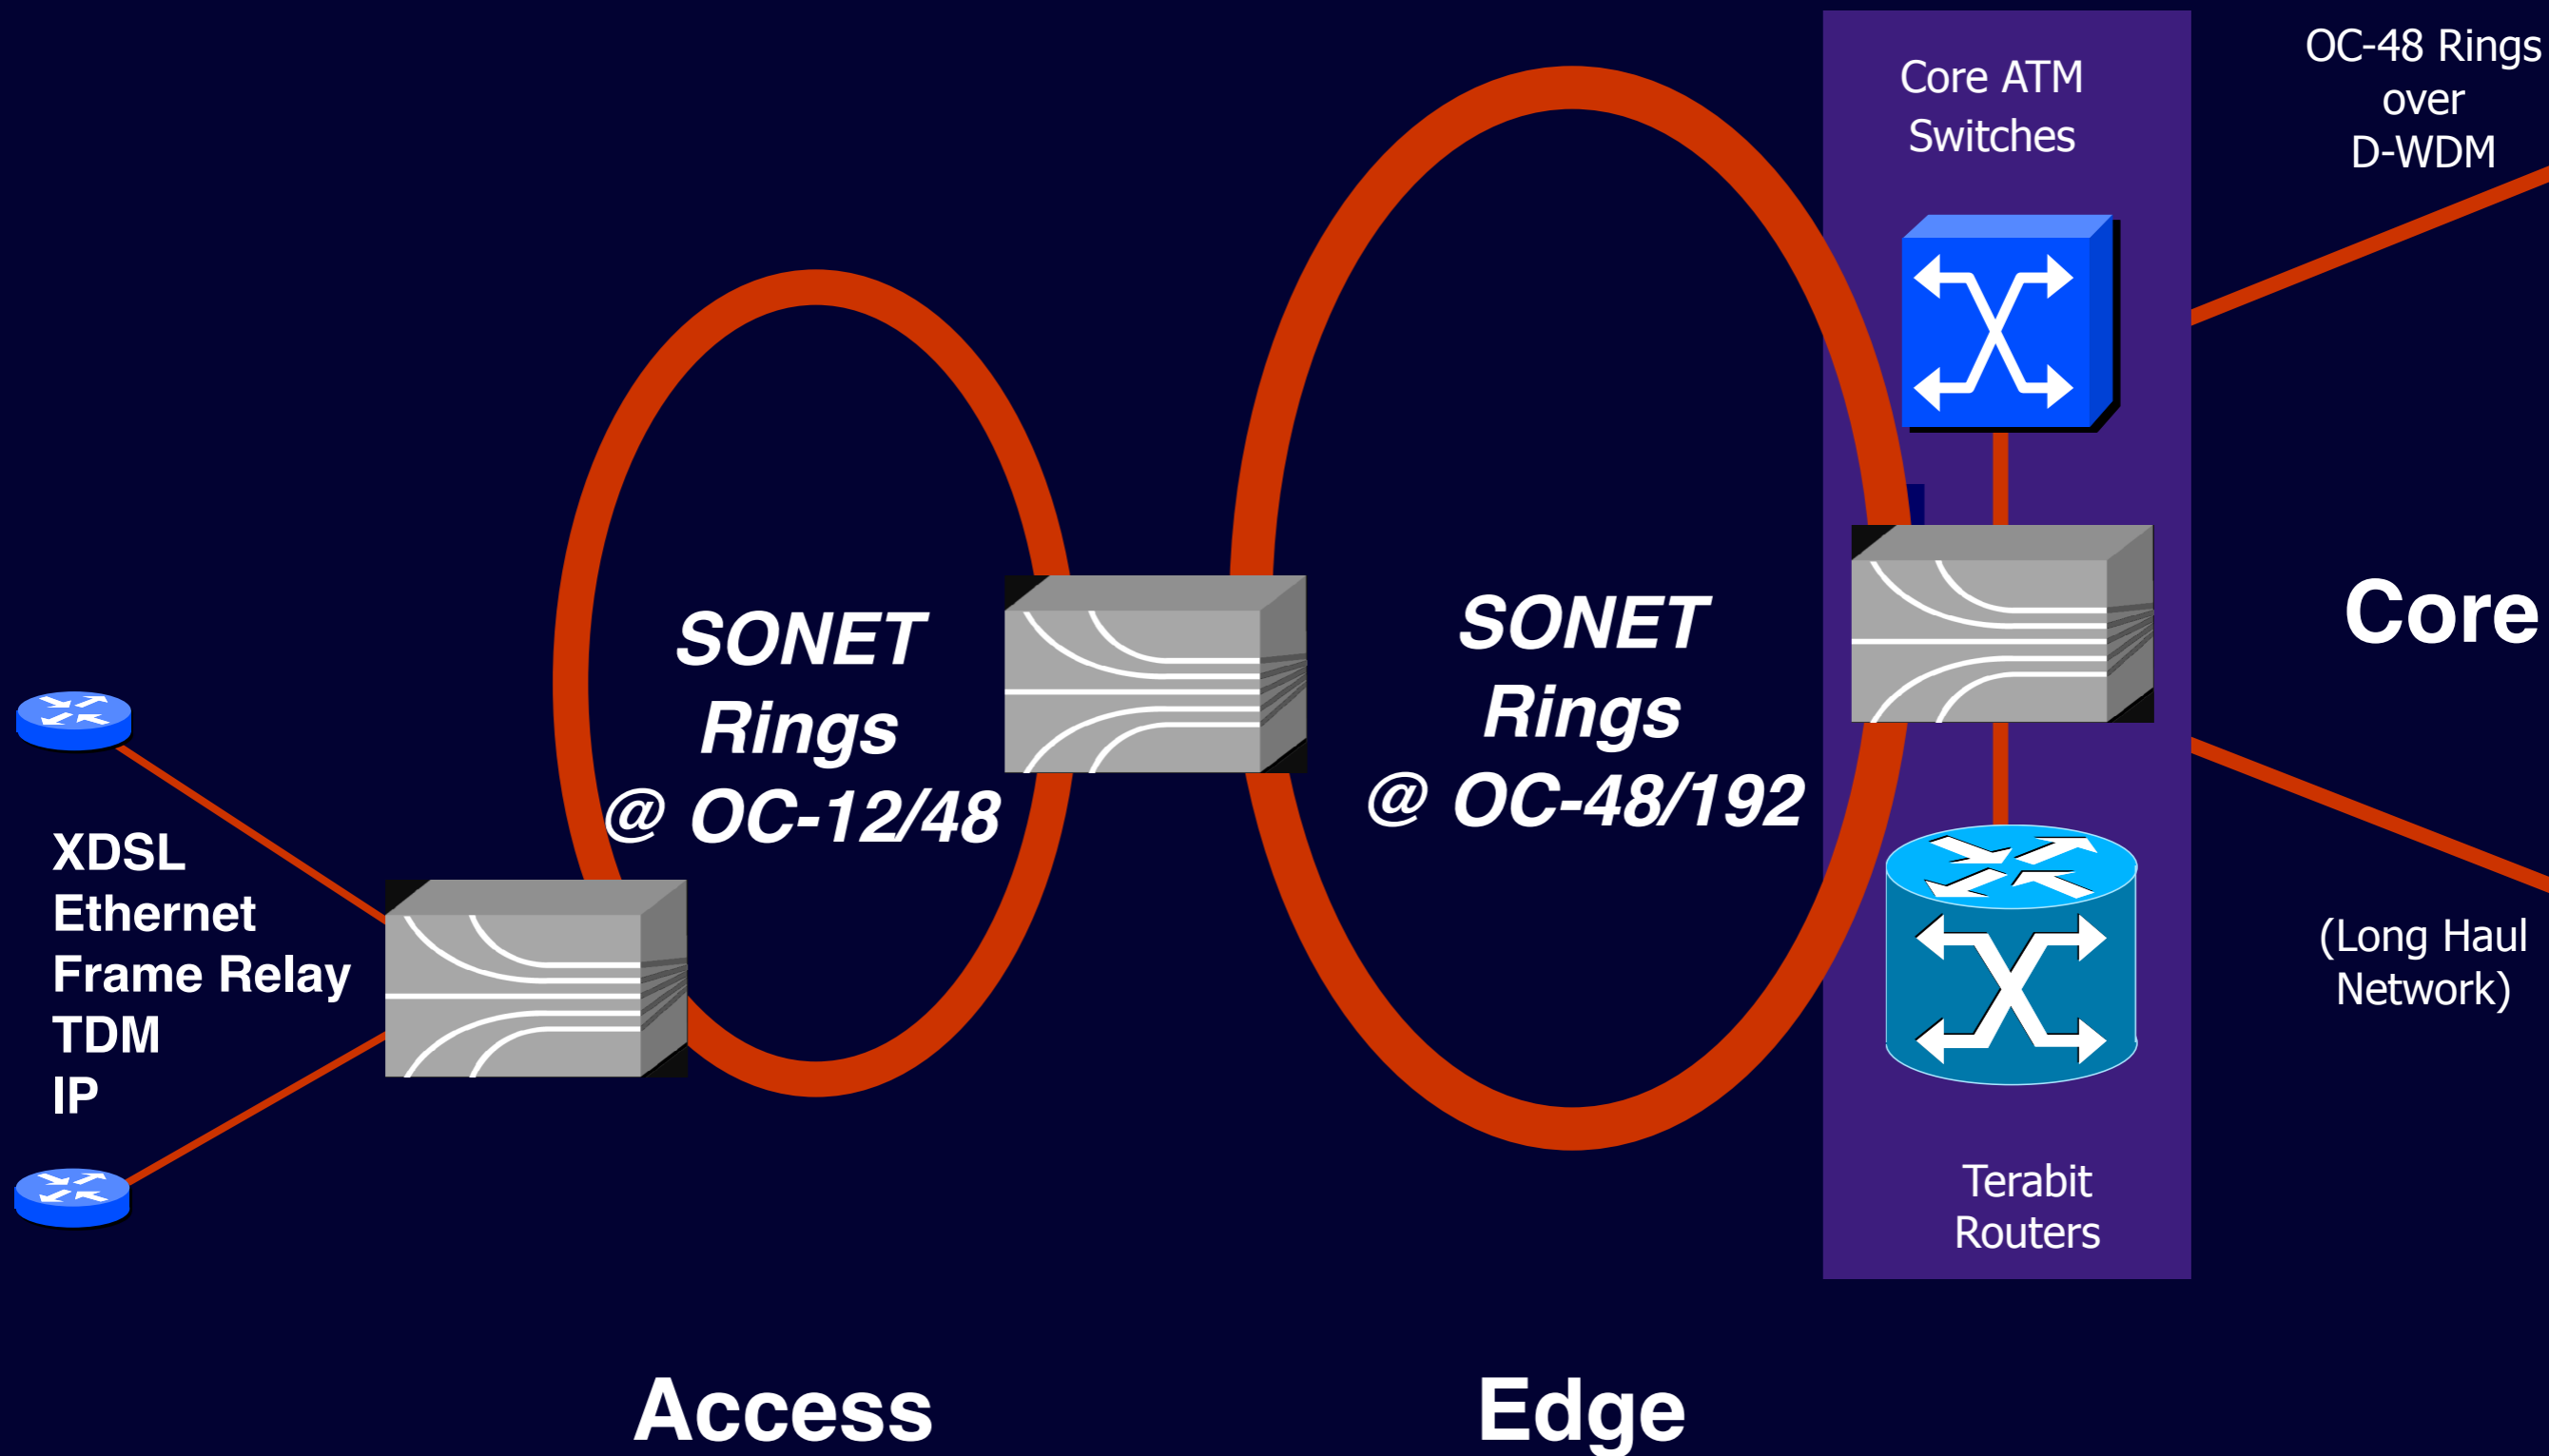 OC-48 Rings
over
D-WDM
Core ATM
Switches
SONET
Rings
@ OC-12/48
SONET
Rings
@ OC-48/192
Core
XDSL
Ethernet
Frame Relay
TDM
IP
(Long Haul
Network)
Terabit
Routers
Access
Edge